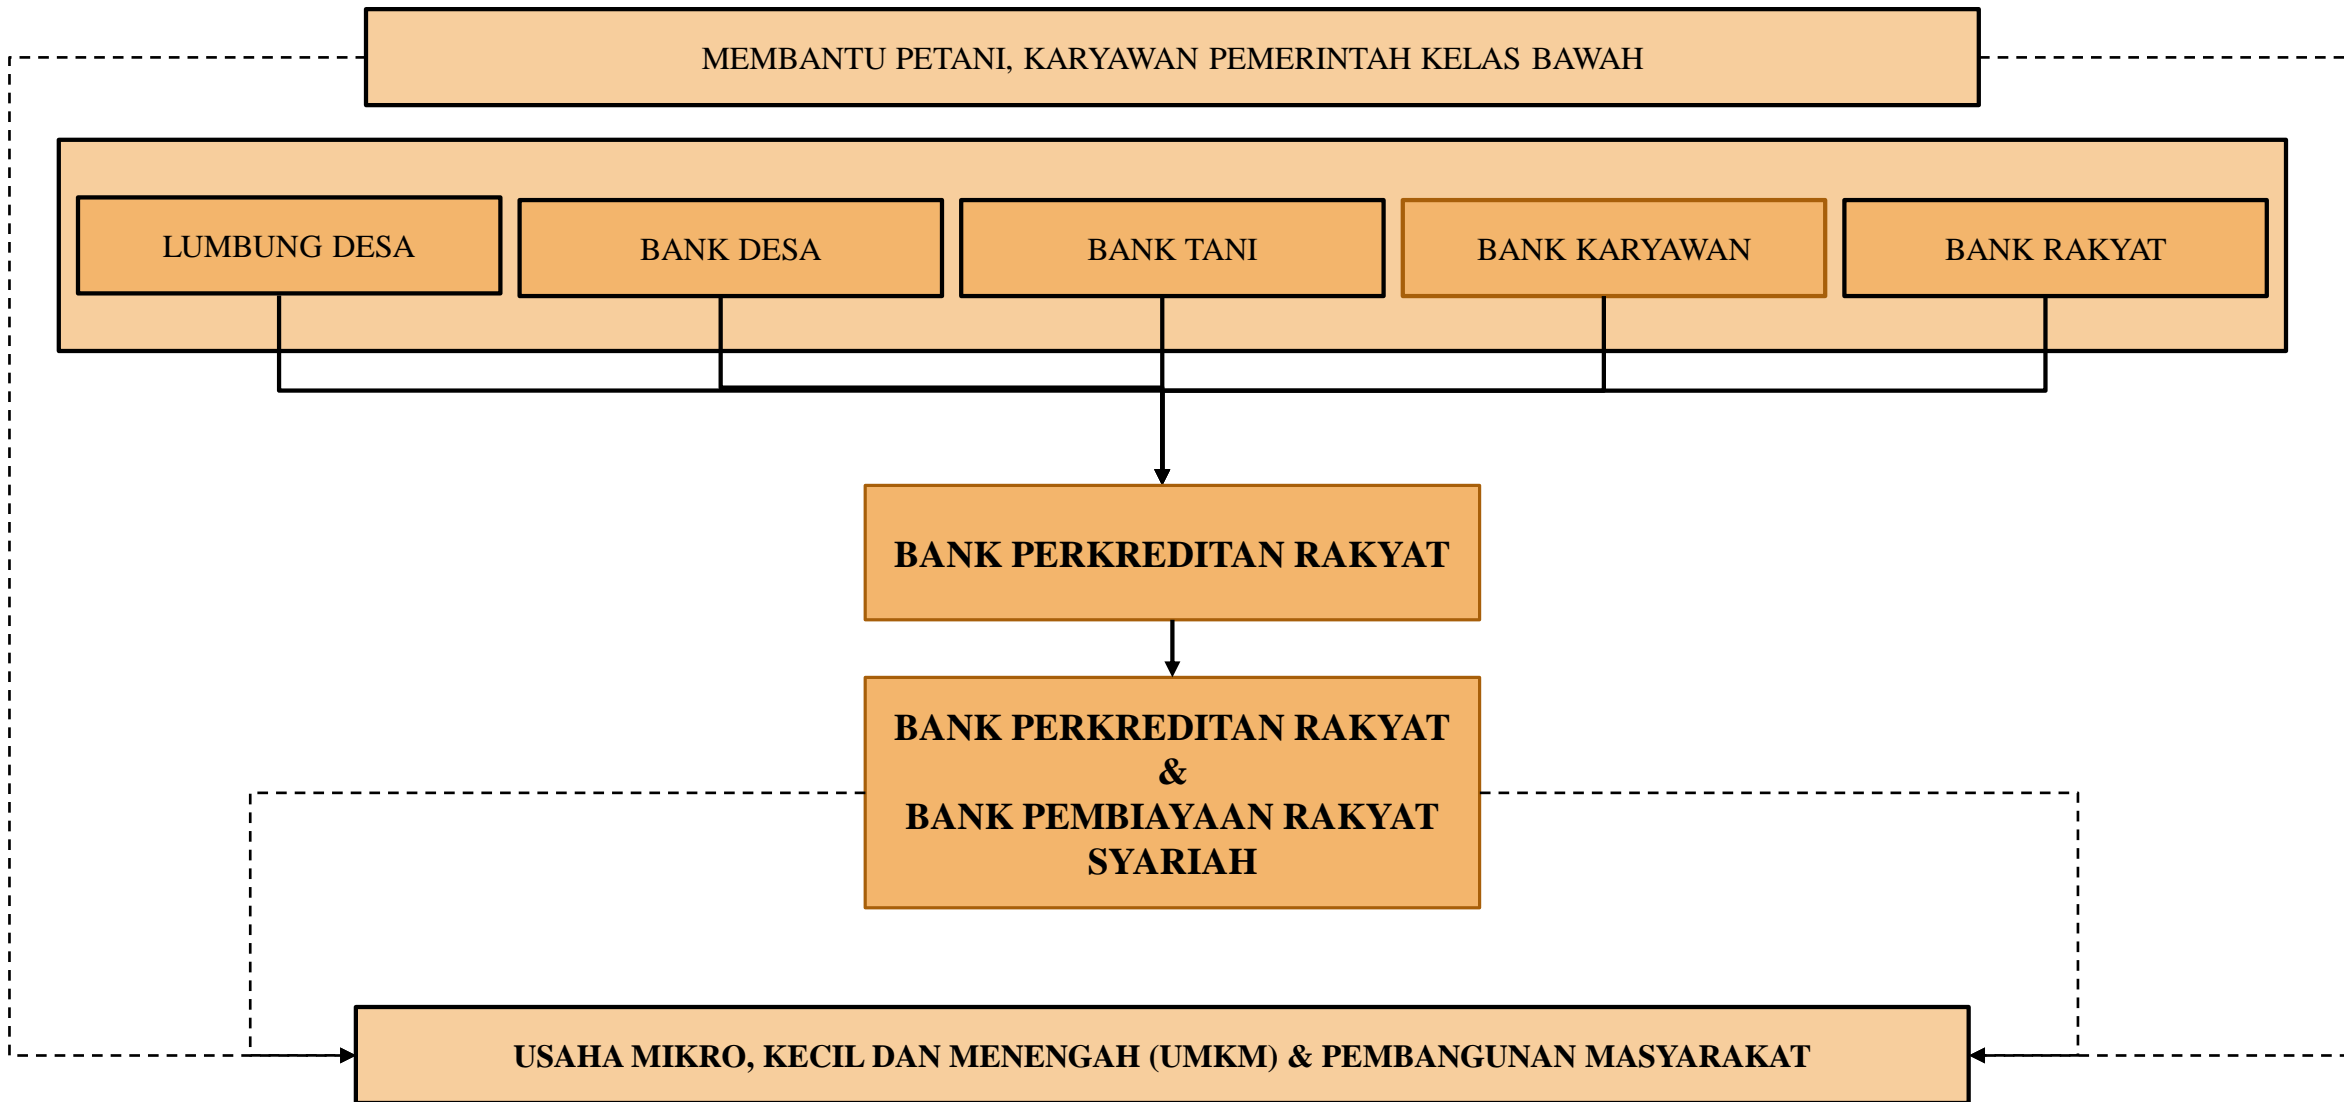 MEMBANTU PETANI, KARYAWAN PEMERINTAH KELAS BAWAH
LUMBUNG DESA
BANK DESA
BANK TANI
BANK KARYAWAN
BANK RAKYAT
BANK PERKREDITAN RAKYAT
BANK PERKREDITAN RAKYAT
&
BANK PEMBIAYAAN RAKYAT
SYARIAH
USAHA MIKRO, KECIL DAN MENENGAH (UMKM) & PEMBANGUNAN MASYARAKAT